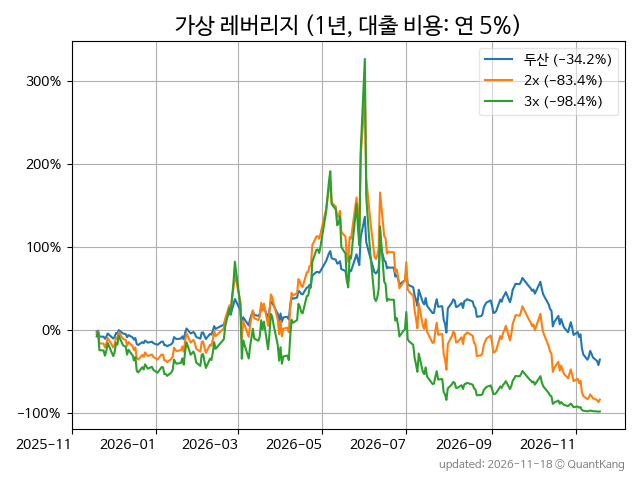 가상 레버리지 (1년, 대출 비용: 연 5%)
두산 (−34.2%)
2x (−83.4%)
3x (−98.4%)
300%
200%
100%
0%
−100%
2025-11
2026-01
2026-03
2026-05
2026-07
2026-09
2026-11
updated: 2026-11-18 © QuantKang